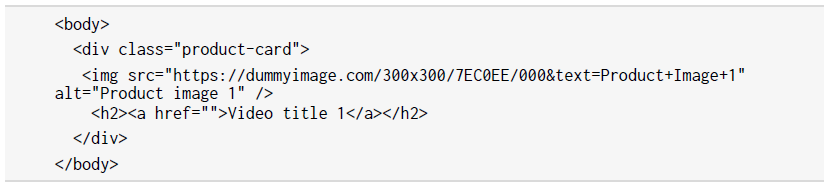 <body>
<div class="product-card">
<img src="https://dummyimage.com/300x300/7EC0EE/000&text=Product+Image+1"
alt="Product image 1" />
<h2><a href="">Video title 1</a></h2>
</div>
</body>